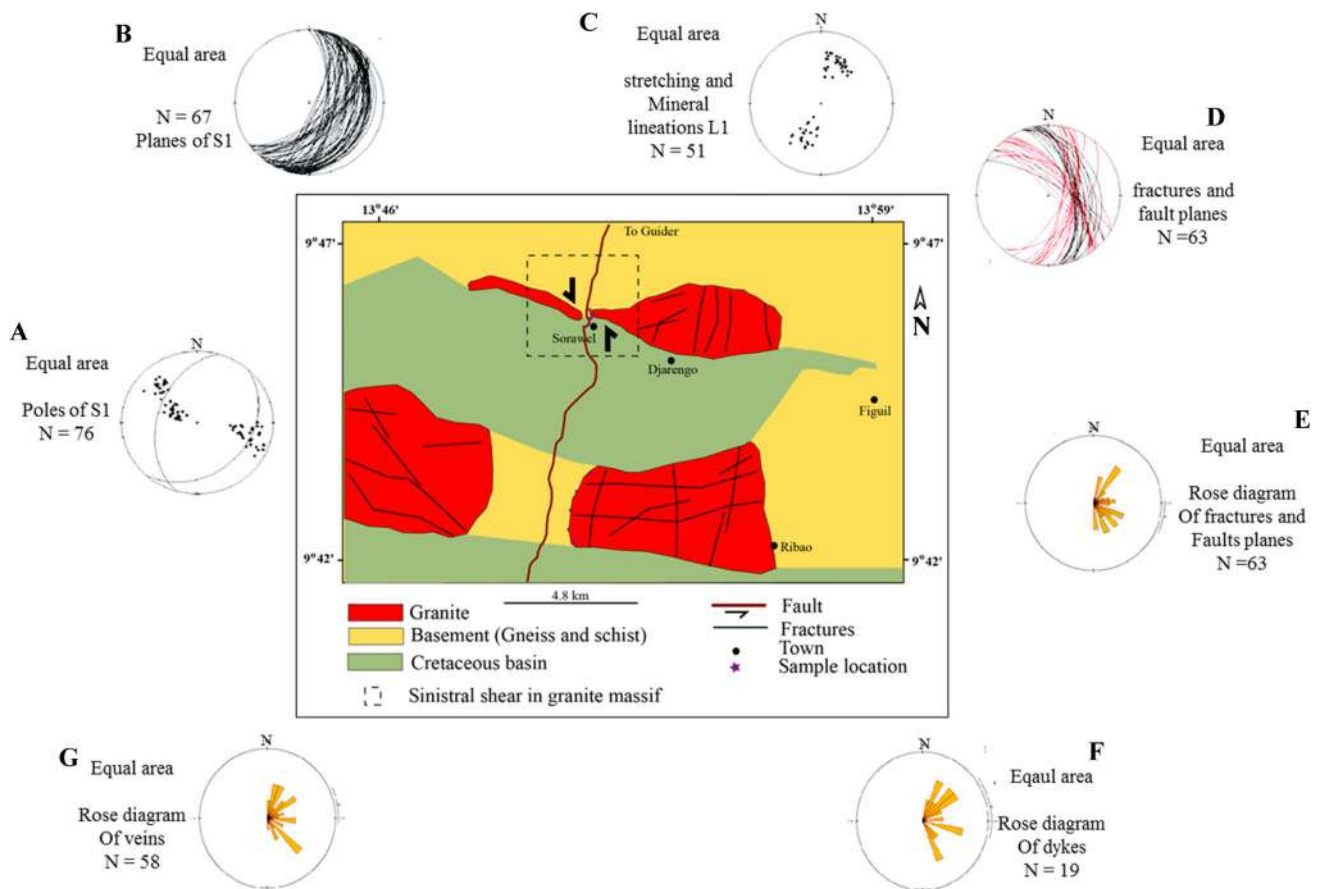 B
Equal area
N = 67
Planes of S1
C
N
Equal area
stretching and
Mineral
lineations L1
N = 51
D
Equal area
fractures and
fault planes
N =63
A
N
Equal area
Poles of S1
N = 76
13°46'
13°59'
9°47'
9°47'
To Guider
N
Sorawel
Djarengo
Figuil
9°42'
9°42'
Ribao
4.8 km
Granite
Basement (Gneiss and schist)
Cretaceous basin
Sinistral shear in granite massif
Fault
Fractures
Town
Sample location
E
N
Equal area
Rose diagram
Of fractures and
Faults planes
N =63
G
N
Equal area
Rose diagram
Of veins
N = 58
F
N
Eqaul area
Rose diagram
Of dykes
N = 19